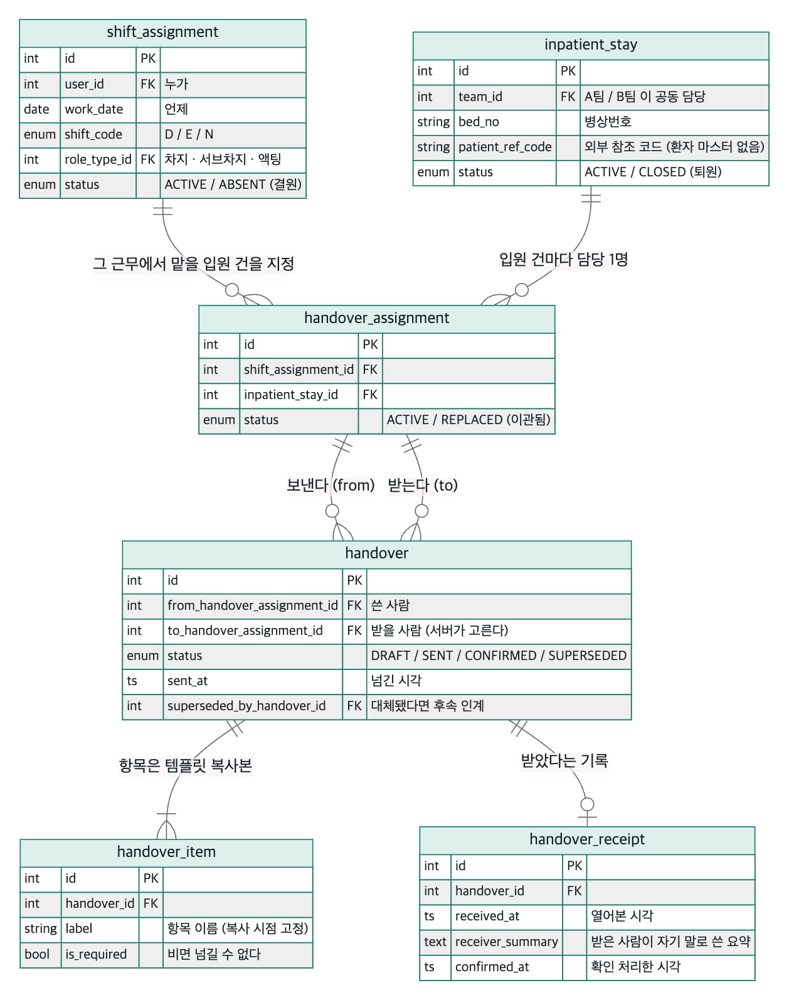 shift_assignment
int id PK
int user_id FK 누가
date work_date 언제
enum shift_code D / E / N
int role_type_id FK 차지 · 서브차지 · 액팅
enum status ACTIVE / ABSENT (결원)
inpatient_stay
int id PK
int team_id FK A팀 / B팀 이 공동 담당
string bed_no 병상번호
string patient_ref_code 외부 참조 코드 (환자 마스터 없음)
enum status ACTIVE / CLOSED (퇴원)
그 근무에서 맡을 입원 건을 지정
입원 건마다 담당 1명
handover_assignment
int id PK
int shift_assignment_id FK
int inpatient_stay_id FK
enum status ACTIVE / REPLACED (이관됨)
보낸다 (from)
받는다 (to)
handover
int id PK
int from_handover_assignment_id FK 쓴 사람
int to_handover_assignment_id FK 받을 사람 (서버가 고른다)
enum status DRAFT / SENT / CONFIRMED / SUPERSEDED
ts sent_at 넘긴 시각
int superseded_by_handover_id FK 대체됐다면 후속 인계
항목은 템플릿 복사본
받았다는 기록
handover_item
int id PK
int handover_id FK
string label 항목 이름 (복사 시점 고정)
bool is_required 비면 넘길 수 없다
handover_receipt
int id PK
int handover_id FK
ts received_at 열어본 시각
text receiver_summary 받은 사람이 자기 말로 쓴 요약
ts confirmed_at 확인 처리한 시각